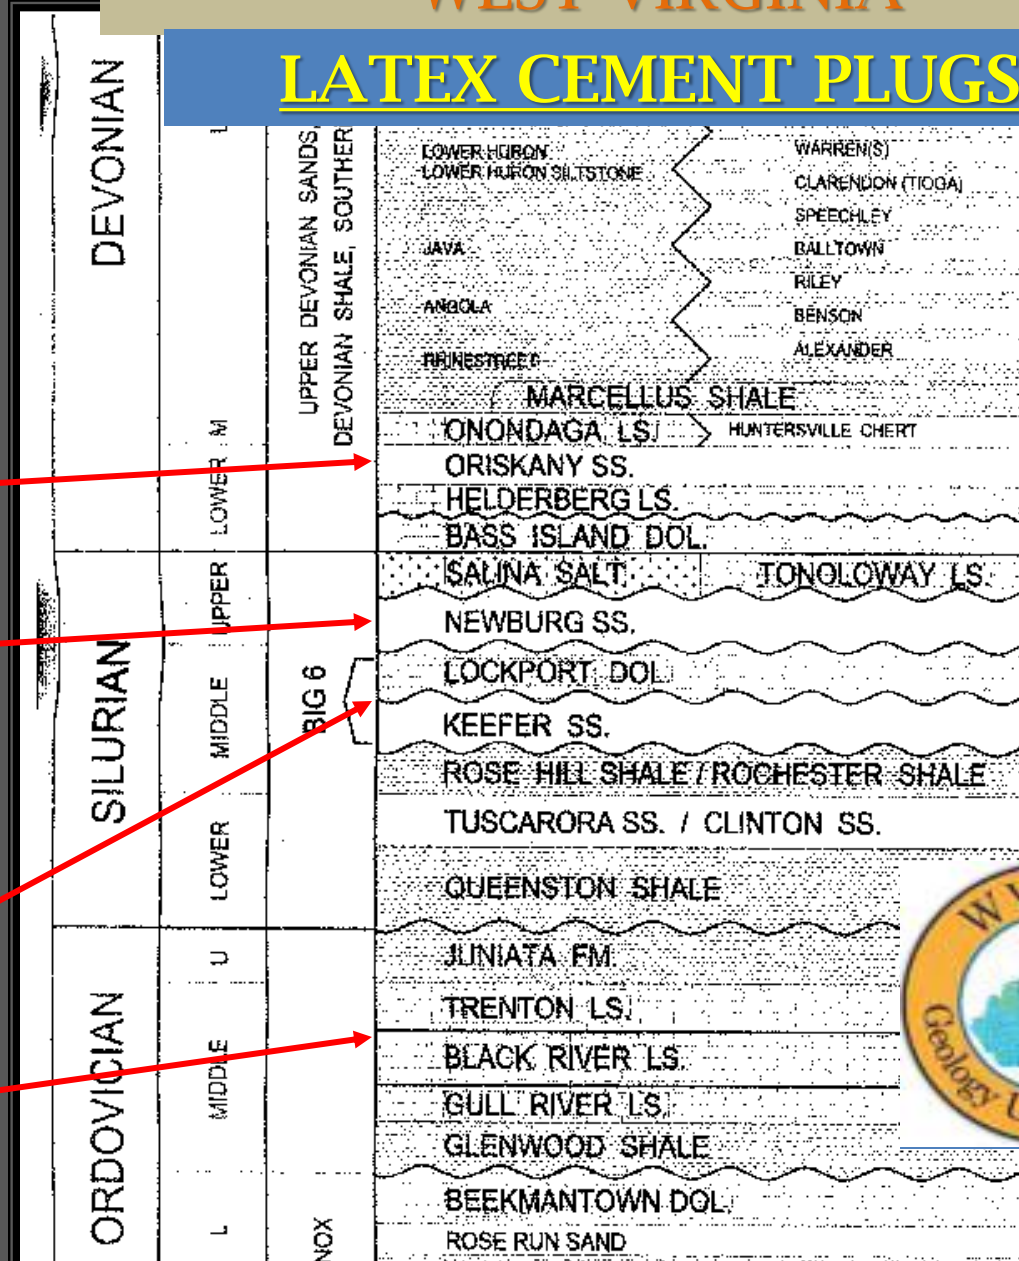 WEST VIRGINIA
LATEX CEMENT PLUGS
DEVONIAN
LOWER
M
UPPER DEVONIAN SANDS,
DEVONIAN SHALE, SOUTHER
LOWER HURON
LOWER HURON SILTSTONE
JAVA
ANGOLA
RHINESTREET
WARREN(S)
CLARENDON (TIOGA)
SPEECHLEY
BALLTOWN
RILEY
BENSON
ALEXANDER
MARCELLUS SHALE
ONONDAGA LS.
HUNTERSVILLE CHERT
ORISKANY SS.
HELDERBERG LS.
BASS ISLAND DOL.
SILURIAN
UPPER
MIDDLE
LOWER
BIG 6
SALINA SALT
TONOLOWAY LS.
NEWBURG SS.
LOCKPORT DOL.
KEEFER SS.
ROSE HILL SHALE / ROCHESTER SHALE
TUSCARORA SS. / CLINTON SS.
QUEENSTON SHALE
ORDOVICIAN
U
MIDDLE
L
NOX
JUNIATA FM.
TRENTON LS.
BLACK RIVER LS.
GULL RIVER LS.
GLENWOOD SHALE
BEEKMANTOWN DOL.
ROSE RUN SAND
Geology